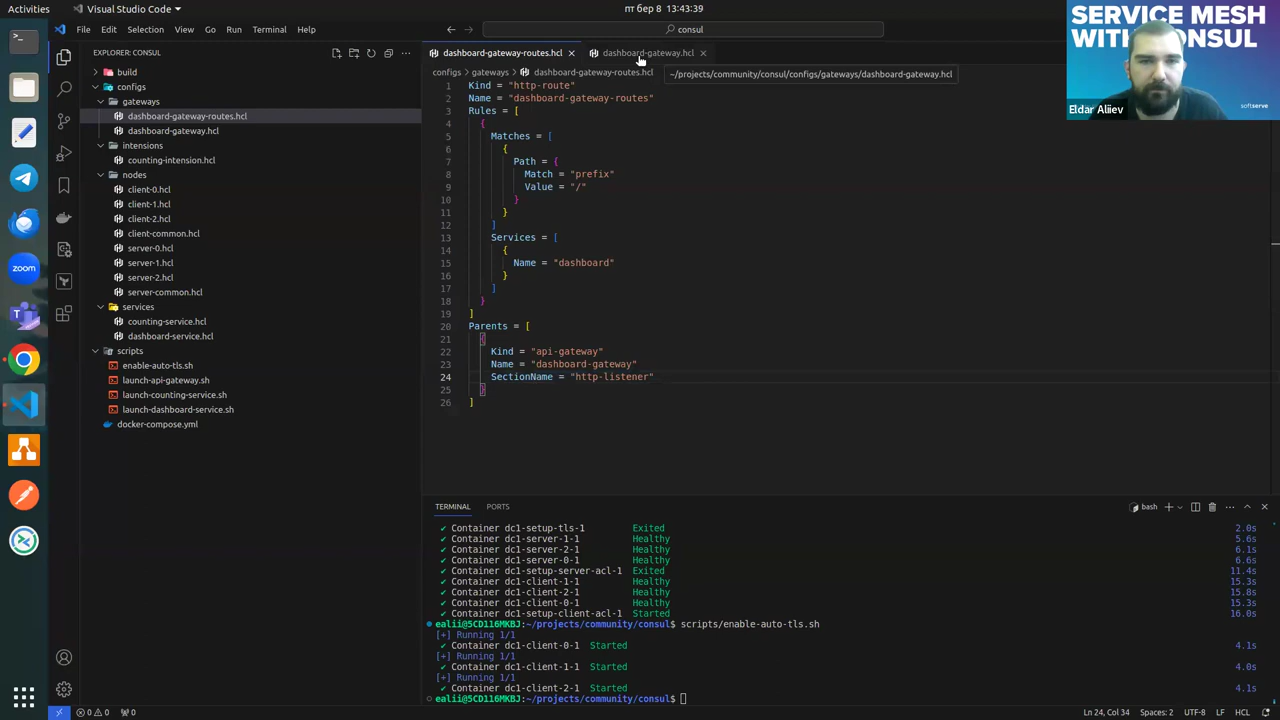 Activities
Visual Studio Code
пт бер 8 13:43:39
File Edit Selection View Go Run Terminal Help
consul
SERVICE MESH
WITH CONSUL
Eldar Aliiev
softserve
EXPLORER: CONSUL
build
configs
gateways
dashboard-gateway-routes.hcl
dashboard-gateway.hcl
intensions
counting-intension.hcl
nodes
client-0.hcl
client-1.hcl
client-2.hcl
client-common.hcl
server-0.hcl
server-1.hcl
server-2.hcl
server-common.hcl
services
counting-service.hcl
dashboard-service.hcl
scripts
enable-auto-tls.sh
launch-api-gateway.sh
launch-counting-service.sh
launch-dashboard-service.sh
docker-compose.yml
zoom
dashboard-gateway-routes.hcl
dashboard-gateway.hcl
configs > gateways > dashboard-gateway-routes.hcl
~/projects/community/consul/configs/gateways/dashboard-gateway.hcl
1 Kind = "http-route"
2 Name = "dashboard-gateway-routes"
3 Rules = [
4 {
5 Matches = [
6 {
7 Path = {
8 Match = "prefix"
9 Value = "/"
10 }
11 }
12 ]
13 Services = [
14 {
15 Name = "dashboard"
16 }
17 ]
18 }
19 ]
20 Parents = [
21 {
22 Kind = "api-gateway"
23 Name = "dashboard-gateway"
24 SectionName = "http-listener"
25 }
26 ]
TERMINAL PORTS
bash
✔ Container dc1-setup-tls-1 Exited 2.0s
✔ Container dc1-server-1-1 Healthy 5.6s
✔ Container dc1-server-2-1 Healthy 6.1s
✔ Container dc1-server-0-1 Healthy 6.6s
✔ Container dc1-setup-server-acl-1 Exited 11.4s
✔ Container dc1-client-1-1 Healthy 15.3s
✔ Container dc1-client-2-1 Healthy 15.8s
✔ Container dc1-client-0-1 Healthy 15.3s
✔ Container dc1-setup-client-acl-1 Started 16.0s
ealii@5CD116MKBJ:~/projects/community/consul$ scripts/enable-auto-tls.sh
[+] Running 1/1
✔ Container dc1-client-0-1 Started 4.1s
[+] Running 1/1
✔ Container dc1-client-1-1 Started 4.0s
[+] Running 1/1
✔ Container dc1-client-2-1 Started 4.1s
ealii@5CD116MKBJ:~/projects/community/consul$
0 0 0
Ln 24, Col 34 Spaces: 2 UTF-8 LF HCL